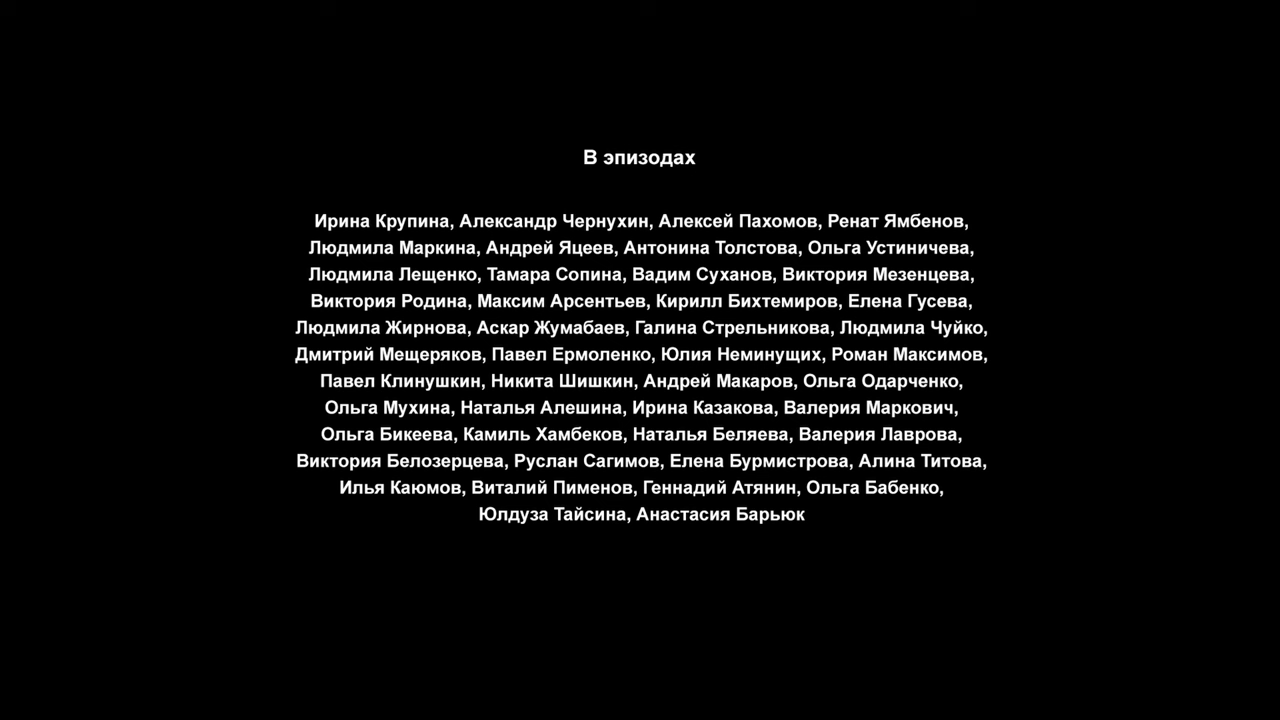 В эпизодах
Ирина Крупина, Александр Чернухин, Алексей Пахомов, Ренат Ямбенов,
Людмила Маркина, Андрей Яцеев, Антонина Толстова, Ольга Устиничева,
Людмила Лещенко, Тамара Сопина, Вадим Суханов, Виктория Мезенцева,
Виктория Родина, Максим Арсентьев, Кирилл Бихтемиров, Елена Гусева,
Людмила Жирнова, Аскар Жумабаев, Галина Стрельникова, Людмила Чуйко,
Дмитрий Мещеряков, Павел Ермоленко, Юлия Неминущих, Роман Максимов,
Павел Клинушкин, Никита Шишкин, Андрей Макаров, Ольга Одарченко,
Ольга Мухина, Наталья Алешина, Ирина Казакова, Валерия Маркович,
Ольга Бикеева, Камиль Хамбеков, Наталья Беляева, Валерия Лаврова,
Виктория Белозерцева, Руслан Сагимов, Елена Бурмистрова, Алина Титова,
Илья Каюмов, Виталий Пименов, Геннадий Атянин, Ольга Бабенко,
Юлдуза Тайсина, Анастасия Барьюк